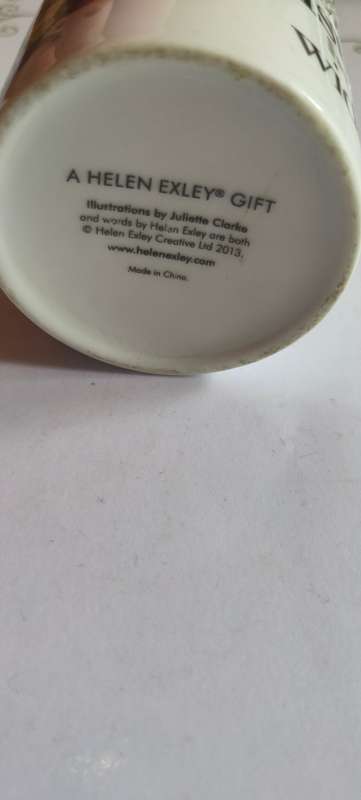 A HELEN EXLEY® GIFT
Illustrations by Juliette Clarke
and words by Helen Exley are both
© Helen Exley Creative Ltd 2013,
www.helenexley.com
Made in China.